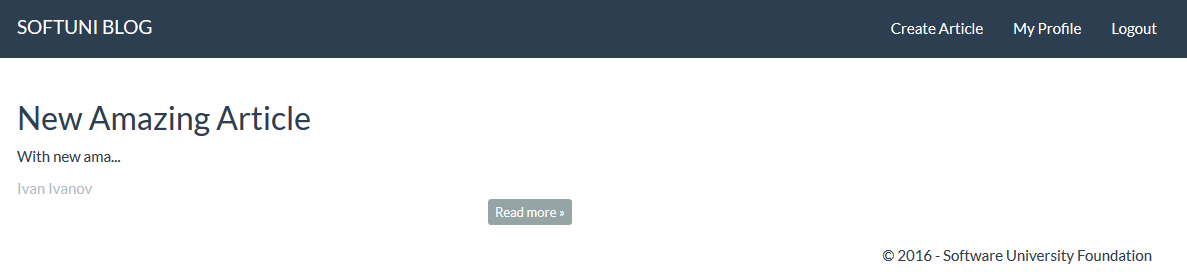 SOFTUNI BLOG Create Article My Profile Logout
New Amazing Article
With new ama...
Ivan Ivanov
Read more »
© 2016 - Software University Foundation